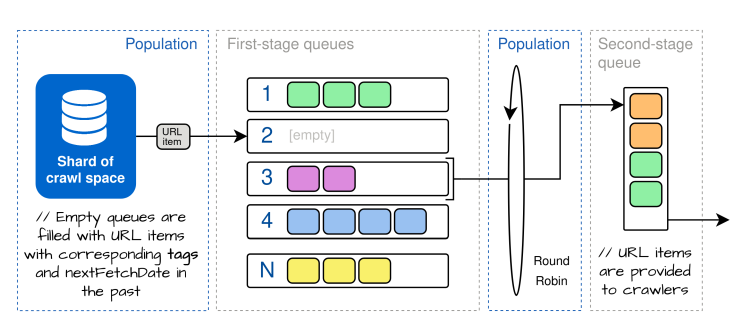 Population
First-stage queues
Population
Second-stage
queue
URL
item
Shard of
crawl space
// Empty queues are
filled with URL items
with corresponding tags
and nextFetchDate in
the past
1
2 [empty]
3
4
N
Round
Robin
// URL items
are provided
to crawlers